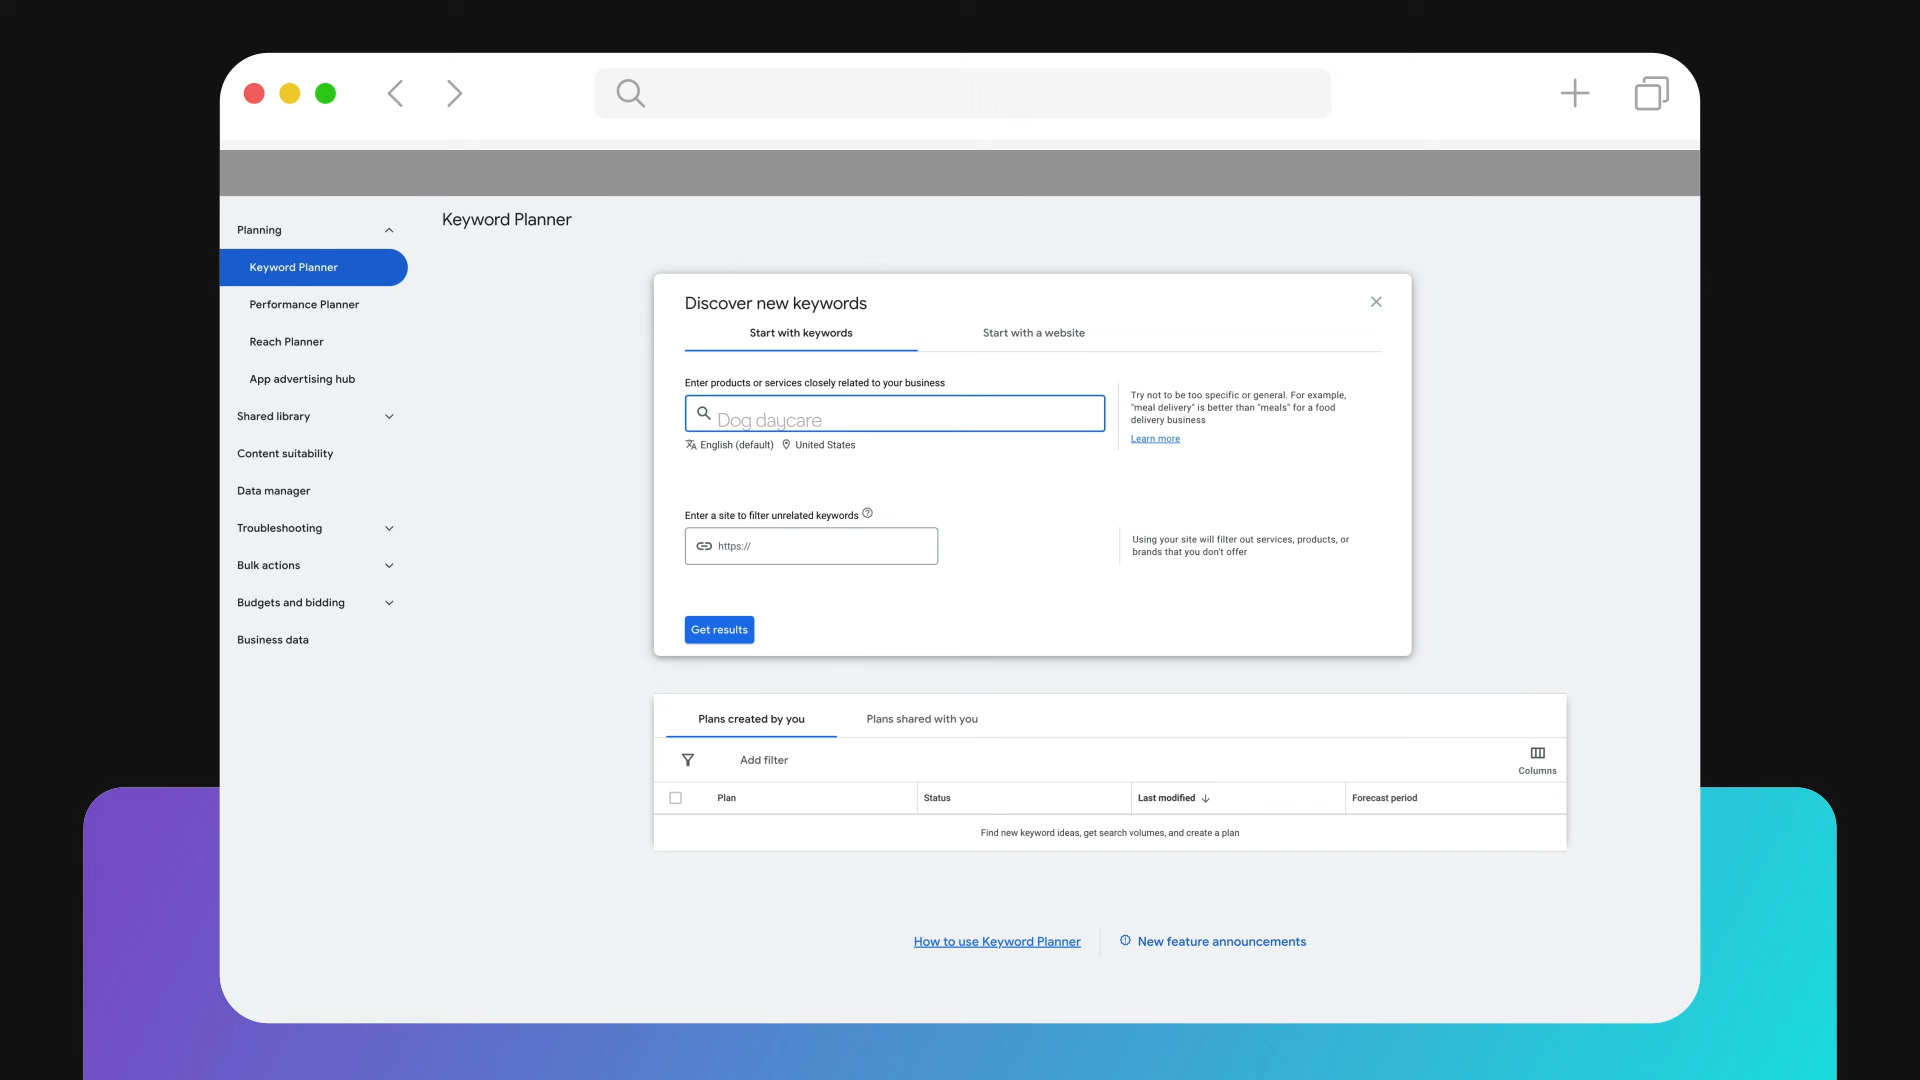 Planning
Keyword Planner
Performance Planner
Reach Planner
App advertising hub
Shared library
Content suitability
Data manager
Troubleshooting
Bulk actions
Budgets and bidding
Business data
Keyword Planner
Discover new keywords
Start with keywords
Start with a website
Enter products or services closely related to your business
Dog daycare
English (default)
United States
Try not to be too specific or general. For example,
"meal delivery" is better than "meals" for a food
delivery business
Learn more
Enter a site to filter unrelated keywords
https://
Using your site will filter out services, products, or
brands that you don't offer
Get results
Plans created by you
Plans shared with you
Add filter
Columns
Plan
Status
Last modified
Forecast period
Find new keyword ideas, get search volumes, and create a plan
How to use Keyword Planner
New feature announcements